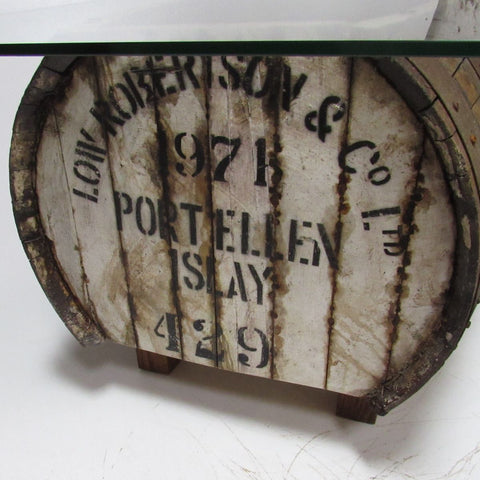 LOW ROBERTSON & Co LTD
1971
PORT ELLEN
ISLAY
429